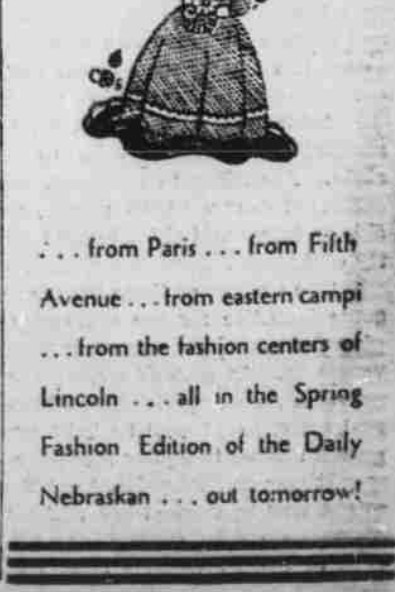 . . . from Paris . . . from Fifth
Avenue . . . from eastern campi
. . . from the fashion centers of
Lincoln . . . all in the Spring
Fashion Edition of the Daily
Nebraskan . . . out tomorrow!